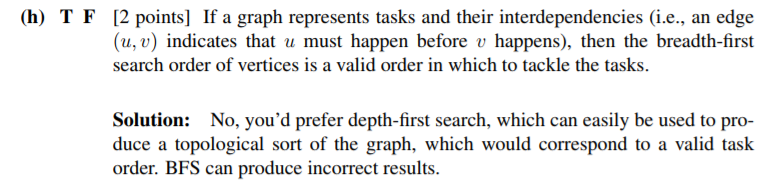 (h) T F [2 points] If a graph represents tasks and their interdependencies (i.e., an edge
(u, v) indicates that u must happen before v happens), then the breadth-first
search order of vertices is a valid order in which to tackle the tasks.
Solution: No, you'd prefer depth-first search, which can easily be used to pro-
duce a topological sort of the graph, which would correspond to a valid task
order. BFS can produce incorrect results.